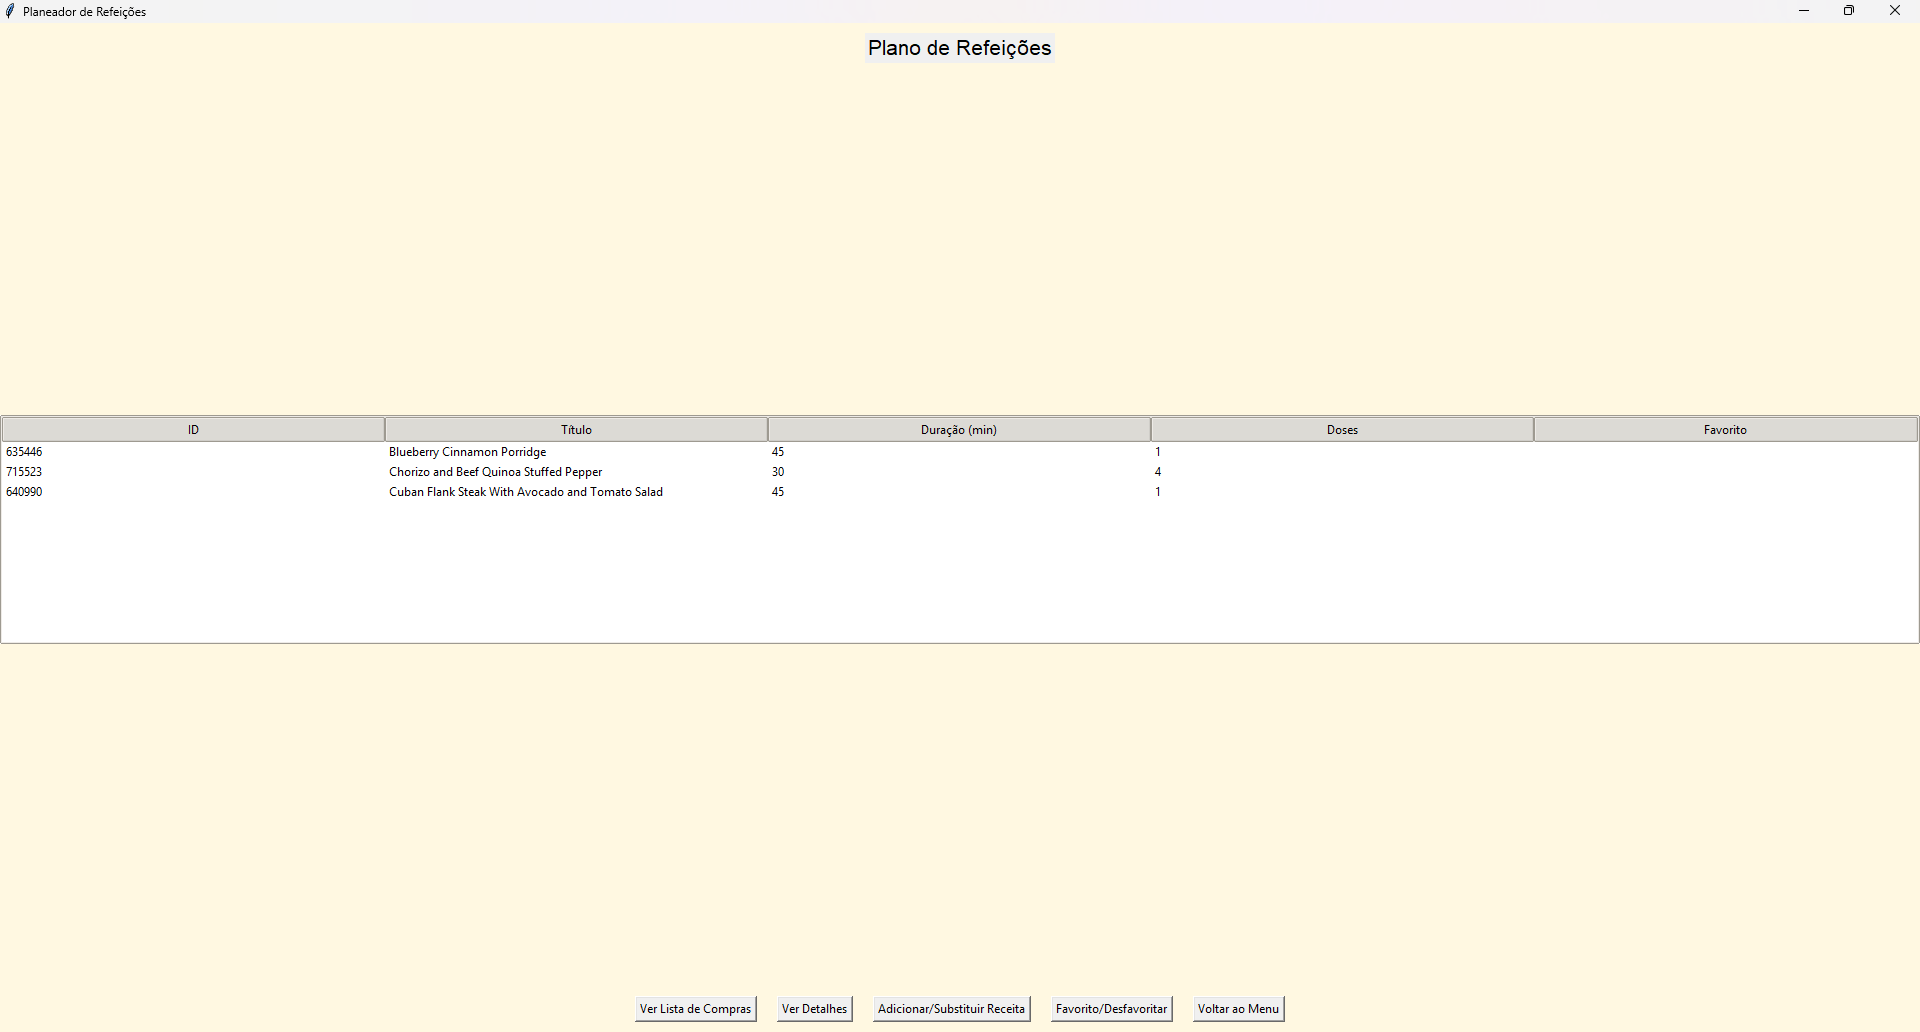 Planeador de Refeições
Plano de Refeições
ID Título Duração (min) Doses Favorito
635446 Blueberry Cinnamon Porridge 45 1
715523 Chorizo and Beef Quinoa Stuffed Pepper 30 4
640990 Cuban Flank Steak With Avocado and Tomato Salad 45 1
Ver Lista de Compras Ver Detalhes Adicionar/Substituir Receita Favorito/Desfavoritar Voltar ao Menu